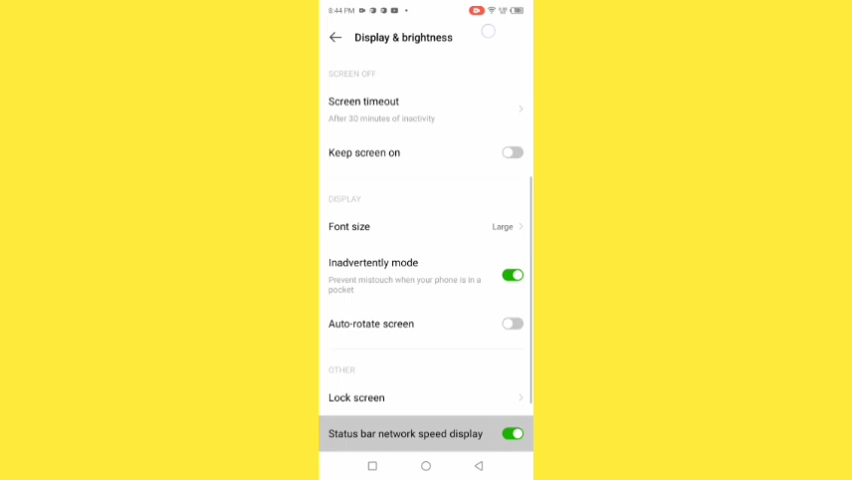 8:44 PM
Display & brightness
SCREEN OFF
Screen timeout
After 30 minutes of inactivity
Keep screen on
DISPLAY
Font size
Large
Inadvertently mode
Prevent mistouch when your phone is in a
pocket
Auto-rotate screen
OTHER
Lock screen
Status bar network speed display